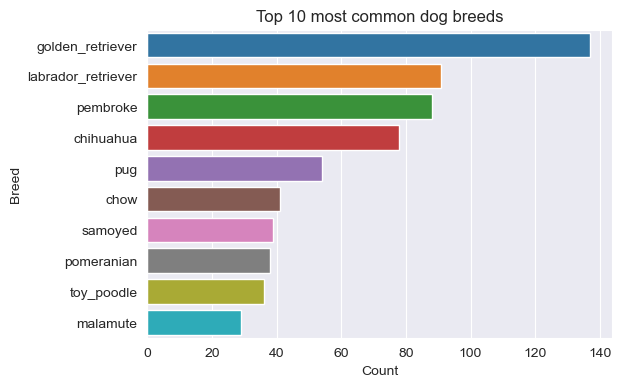 Top 10 most common dog breeds
golden_retriever
labrador_retriever
pembroke
chihuahua
pug
chow
samoyed
pomeranian
toy_poodle
malamute
Breed
0 20 40 60 80 100 120 140
Count